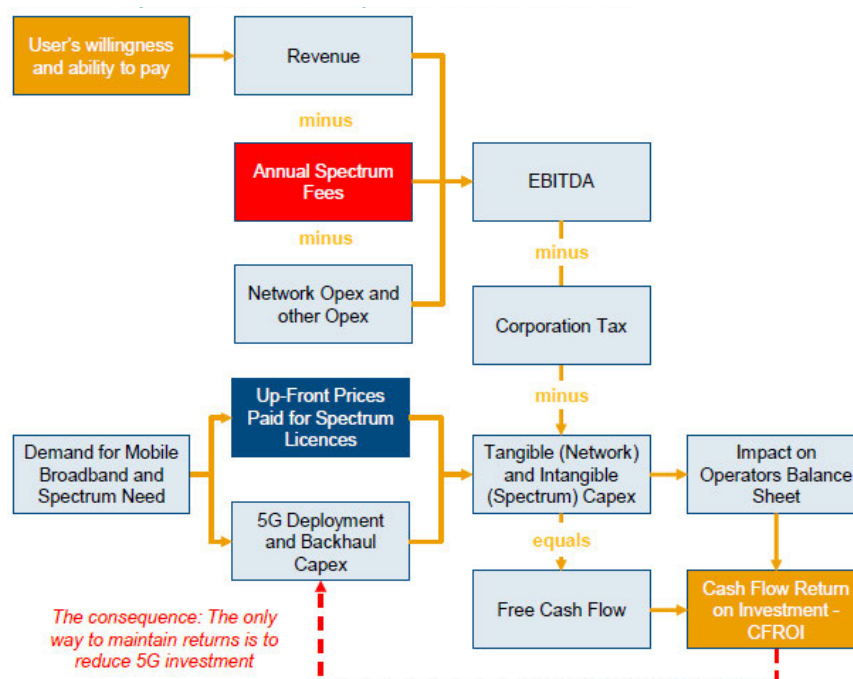 User's willingness
and ability to pay
Revenue
minus
Annual Spectrum
Fees
EBITDA
minus
minus
Network Opex and
other Opex
Corporation Tax
minus
Up-Front Prices
Paid for Spectrum
Licences
Demand for Mobile
Broadband and
Spectrum Need
Tangible (Network)
and Intangible
(Spectrum) Capex
Impact on
Operators Balance
Sheet
5G Deployment
and Backhaul
Capex
equals
Free Cash Flow
Cash Flow Return
on Investment -
CFROI
The consequence: The only
way to maintain returns is to
reduce 5G investment